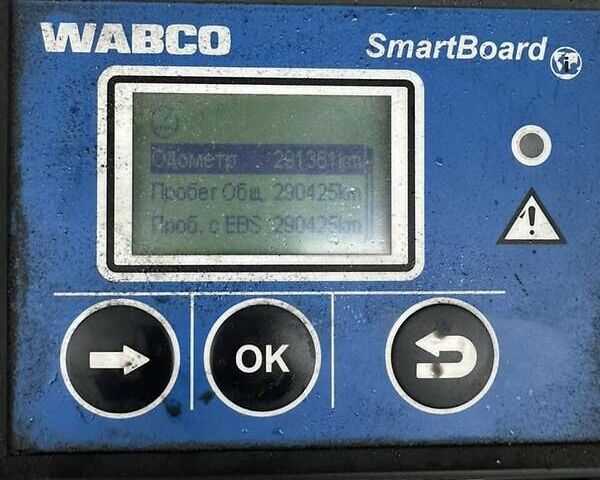 WABCO
SmartBoard
i
Одометр 291361km
Пробег Общ. 290425km
Проб. с EBS 290425km
OK